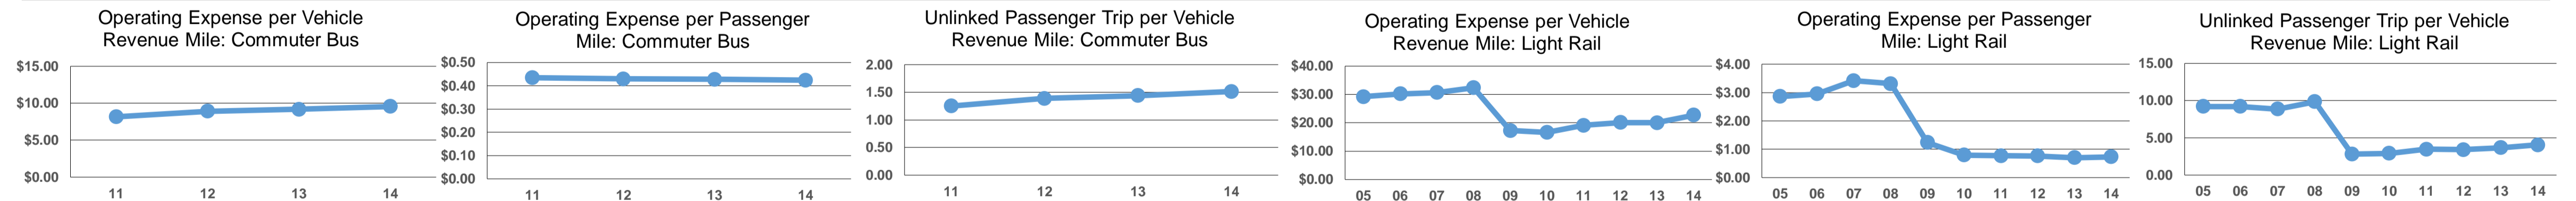 Operating Expense per Vehicle
Revenue Mile: Commuter Bus
$15.00
$10.00
$5.00
$0.00
11 12 13 14
Operating Expense per Passenger
Mile: Commuter Bus
$0.50
$0.40
$0.30
$0.20
$0.10
$0.00
11 12 13 14
Unlinked Passenger Trip per Vehicle
Revenue Mile: Commuter Bus
2.00
1.50
1.00
0.50
0.00
11 12 13 14
Operating Expense per Vehicle
Revenue Mile: Light Rail
$40.00
$30.00
$20.00
$10.00
$0.00
05 06 07 08 09 10 11 12 13 14
Operating Expense per Passenger
Mile: Light Rail
$4.00
$3.00
$2.00
$1.00
$0.00
05 06 07 08 09 10 11 12 13 14
Unlinked Passenger Trip per Vehicle
Revenue Mile: Light Rail
15.00
10.00
5.00
0.00
05 06 07 08 09 10 11 12 13 14